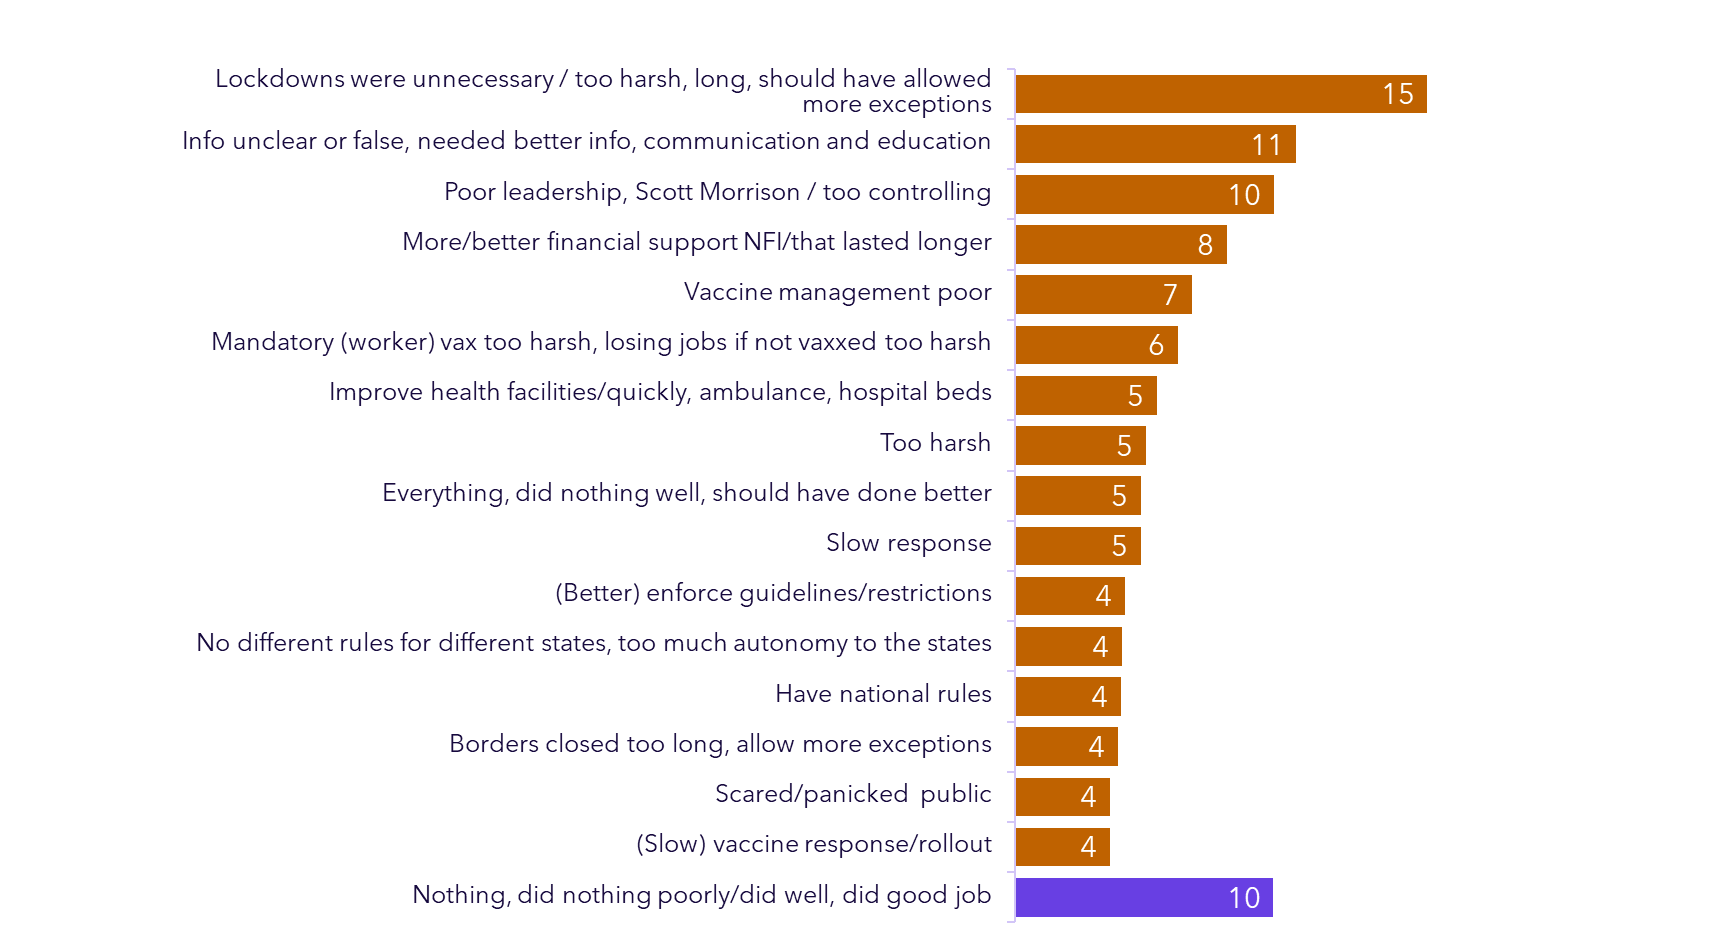 Lockdowns were unnecessary / too harsh, long, should have allowed
more exceptions
15
Info unclear or false, needed better info, communication and education
11
Poor leadership, Scott Morrison / too controlling
10
More/better financial support NFI/that lasted longer
8
Vaccine management poor
7
Mandatory (worker) vax too harsh, losing jobs if not vaxxed too harsh
6
Improve health facilities/quickly, ambulance, hospital beds
5
Too harsh
5
Everything, did nothing well, should have done better
5
Slow response
5
(Better) enforce guidelines/restrictions
4
No different rules for different states, too much autonomy to the states
4
Have national rules
4
Borders closed too long, allow more exceptions
4
Scared/panicked  public
4
(Slow) vaccine response/rollout
4
Nothing, did nothing poorly/did well, did good job
10